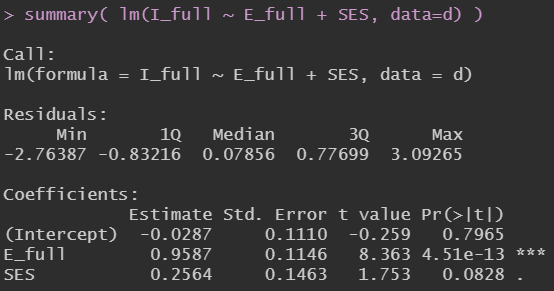 > summary( lm(I_full ~ E_full + SES, data=d) )
Call:
lm(formula = I_full ~ E_full + SES, data = d)
Residuals:
     Min       1Q   Median       3Q      Max
-2.76387 -0.83216  0.07856  0.77699  3.09265
Coefficients:
            Estimate Std. Error t value Pr(>|t|)
(Intercept)  -0.0287     0.1110  -0.259   0.7965
E_full        0.9587     0.1146   8.363 4.51e-13 ***
SES           0.2564     0.1463   1.753   0.0828 .